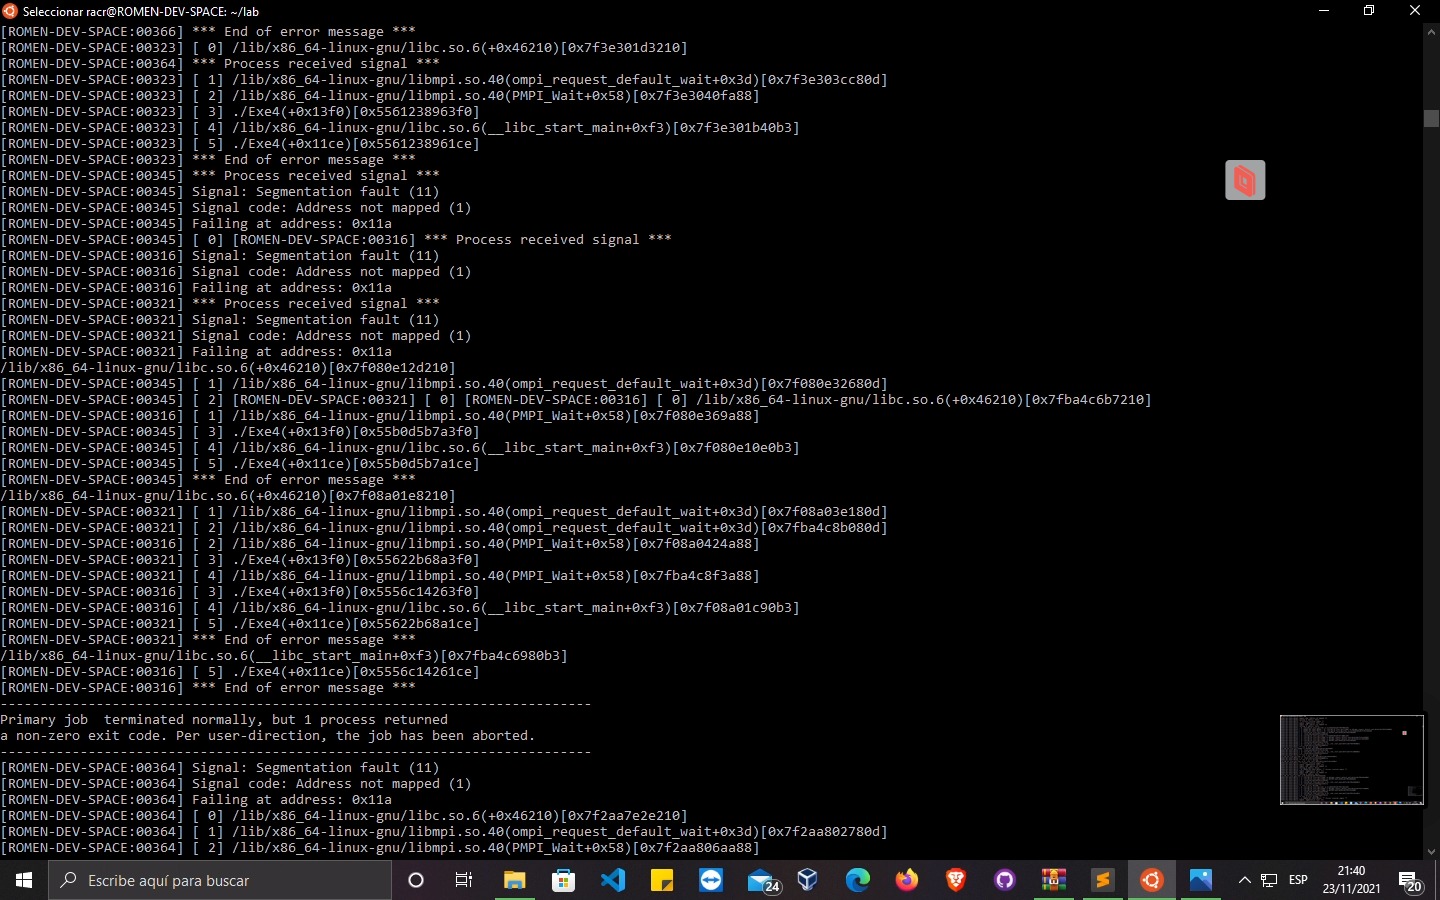 Seleccionar racr@ROMEN-DEV-SPACE: ~/lab
[ROMEN-DEV-SPACE:00366] *** End of error message ***
[ROMEN-DEV-SPACE:00323] [ 0] /lib/x86_64-linux-gnu/libc.so.6(+0x46210)[0x7f3e301d3210]
[ROMEN-DEV-SPACE:00364] *** Process received signal ***
[ROMEN-DEV-SPACE:00323] [ 1] /lib/x86_64-linux-gnu/libmpi.so.40(ompi_request_default_wait+0x3d)[0x7f3e303cc80d]
[ROMEN-DEV-SPACE:00323] [ 2] /lib/x86_64-linux-gnu/libmpi.so.40(PMPI_Wait+0x58)[0x7f3e3040fa88]
[ROMEN-DEV-SPACE:00323] [ 3] ./Exe4(+0x13f0)[0x5561238963f0]
[ROMEN-DEV-SPACE:00323] [ 4] /lib/x86_64-linux-gnu/libc.so.6(__libc_start_main+0xf3)[0x7f3e301b40b3]
[ROMEN-DEV-SPACE:00323] [ 5] ./Exe4(+0x11ce)[0x5561238961ce]
[ROMEN-DEV-SPACE:00323] *** End of error message ***
[ROMEN-DEV-SPACE:00345] *** Process received signal ***
[ROMEN-DEV-SPACE:00345] Signal: Segmentation fault (11)
[ROMEN-DEV-SPACE:00345] Signal code: Address not mapped (1)
[ROMEN-DEV-SPACE:00345] Failing at address: 0x11a
[ROMEN-DEV-SPACE:00345] [ 0] [ROMEN-DEV-SPACE:00316] *** Process received signal ***
[ROMEN-DEV-SPACE:00316] Signal: Segmentation fault (11)
[ROMEN-DEV-SPACE:00316] Signal code: Address not mapped (1)
[ROMEN-DEV-SPACE:00316] Failing at address: 0x11a
[ROMEN-DEV-SPACE:00321] *** Process received signal ***
[ROMEN-DEV-SPACE:00321] Signal: Segmentation fault (11)
[ROMEN-DEV-SPACE:00321] Signal code: Address not mapped (1)
[ROMEN-DEV-SPACE:00321] Failing at address: 0x11a
/lib/x86_64-linux-gnu/libc.so.6(+0x46210)[0x7f080e12d210]
[ROMEN-DEV-SPACE:00345] [ 1] /lib/x86_64-linux-gnu/libmpi.so.40(ompi_request_default_wait+0x3d)[0x7f080e32680d]
[ROMEN-DEV-SPACE:00345] [ 2] [ROMEN-DEV-SPACE:00321] [ 0] [ROMEN-DEV-SPACE:00316] [ 0] /lib/x86_64-linux-gnu/libc.so.6(+0x46210)[0x7fba4c6b7210]
[ROMEN-DEV-SPACE:00316] [ 1] /lib/x86_64-linux-gnu/libmpi.so.40(PMPI_Wait+0x58)[0x7f080e369a88]
[ROMEN-DEV-SPACE:00345] [ 3] ./Exe4(+0x13f0)[0x55b0d5b7a3f0]
[ROMEN-DEV-SPACE:00345] [ 4] /lib/x86_64-linux-gnu/libc.so.6(__libc_start_main+0xf3)[0x7f080e10e0b3]
[ROMEN-DEV-SPACE:00345] [ 5] ./Exe4(+0x11ce)[0x55b0d5b7a1ce]
[ROMEN-DEV-SPACE:00345] *** End of error message ***
/lib/x86_64-linux-gnu/libc.so.6(+0x46210)[0x7f08a01e8210]
[ROMEN-DEV-SPACE:00321] [ 1] /lib/x86_64-linux-gnu/libmpi.so.40(ompi_request_default_wait+0x3d)[0x7f08a03e180d]
[ROMEN-DEV-SPACE:00321] [ 2] /lib/x86_64-linux-gnu/libmpi.so.40(ompi_request_default_wait+0x3d)[0x7fba4c8b080d]
[ROMEN-DEV-SPACE:00316] [ 2] /lib/x86_64-linux-gnu/libmpi.so.40(PMPI_Wait+0x58)[0x7f08a0424a88]
[ROMEN-DEV-SPACE:00321] [ 3] ./Exe4(+0x13f0)[0x55622b68a3f0]
[ROMEN-DEV-SPACE:00321] [ 4] /lib/x86_64-linux-gnu/libmpi.so.40(PMPI_Wait+0x58)[0x7fba4c8f3a88]
[ROMEN-DEV-SPACE:00316] [ 3] ./Exe4(+0x13f0)[0x5556c14263f0]
[ROMEN-DEV-SPACE:00316] [ 4] /lib/x86_64-linux-gnu/libc.so.6(__libc_start_main+0xf3)[0x7f08a01c90b3]
[ROMEN-DEV-SPACE:00321] [ 5] ./Exe4(+0x11ce)[0x55622b68a1ce]
[ROMEN-DEV-SPACE:00321] *** End of error message ***
/lib/x86_64-linux-gnu/libc.so.6(__libc_start_main+0xf3)[0x7fba4c6980b3]
[ROMEN-DEV-SPACE:00316] [ 5] ./Exe4(+0x11ce)[0x5556c14261ce]
[ROMEN-DEV-SPACE:00316] *** End of error message ***
--------------------------------------------------------------------------
Primary job  terminated normally, but 1 process returned
a non-zero exit code. Per user-direction, the job has been aborted.
--------------------------------------------------------------------------
[ROMEN-DEV-SPACE:00364] Signal: Segmentation fault (11)
[ROMEN-DEV-SPACE:00364] Signal code: Address not mapped (1)
[ROMEN-DEV-SPACE:00364] Failing at address: 0x11a
[ROMEN-DEV-SPACE:00364] [ 0] /lib/x86_64-linux-gnu/libc.so.6(+0x46210)[0x7f2aa7e2e210]
[ROMEN-DEV-SPACE:00364] [ 1] /lib/x86_64-linux-gnu/libmpi.so.40(ompi_request_default_wait+0x3d)[0x7f2aa802780d]
[ROMEN-DEV-SPACE:00364] [ 2] /lib/x86_64-linux-gnu/libmpi.so.40(PMPI_Wait+0x58)[0x7f2aa806aa88]
Escribe aquí para buscar
24
ESP
21:40
23/11/2021
20